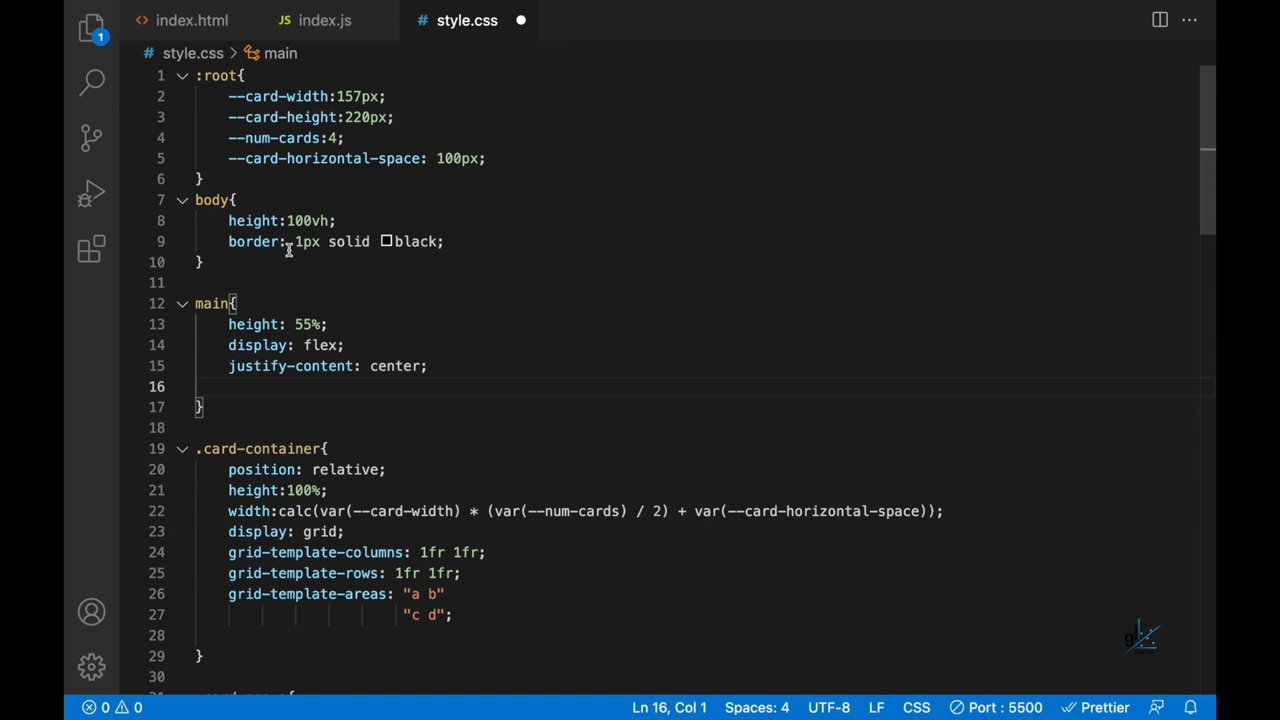 index.html
JS index.js
# style.css
# style.css > main
1 :root{
2 --card-width:157px;
3 --card-height:220px;
4 --num-cards:4;
5 --card-horizontal-space: 100px;
6 }
7 body{
8 height:100vh;
9 border: 1px solid black;
10 }
11
12 main{
13 height: 55%;
14 display: flex;
15 justify-content: center;
16
17 }
18
19 .card-container{
20 position: relative;
21 height:100%;
22 width:calc(var(--card-width) * (var(--num-cards) / 2) + var(--card-horizontal-space));
23 display: grid;
24 grid-template-columns: 1fr 1fr;
25 grid-template-rows: 1fr 1fr;
26 grid-template-areas: "a b"
27 "c d";
28
29 }
30
1
0 0 Ln 16, Col 1 Spaces: 4 UTF-8 LF CSS Port : 5500 Prettier